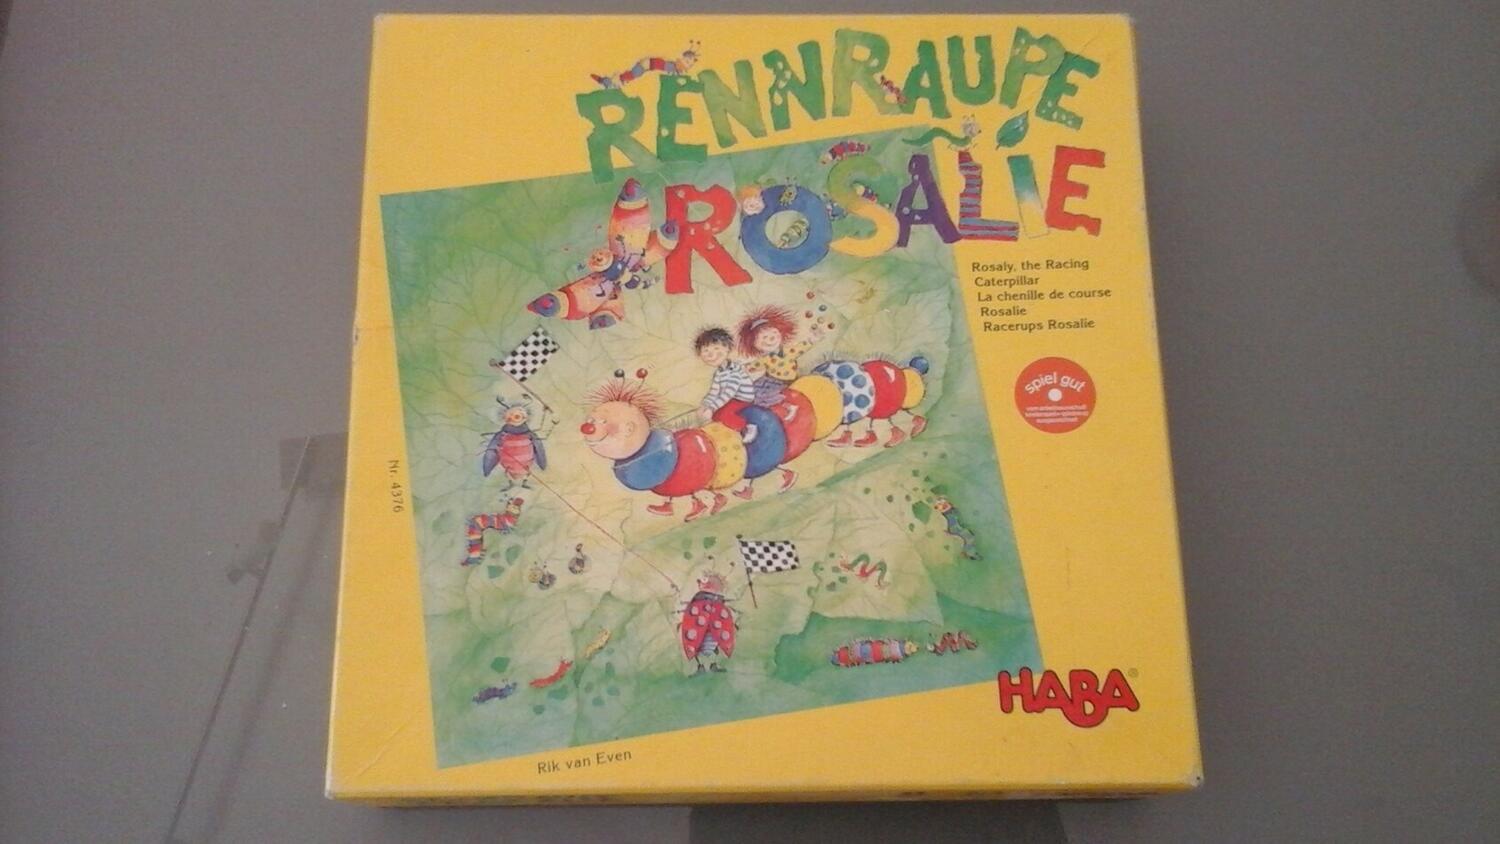 RENNRAUPE
ROSALIE
Rosaly, the Racing
Caterpillar
La chenille de course
Rosalie
Racerups Rosalie
spiel gut
Nr. 4376
HABA®
Rik van Even